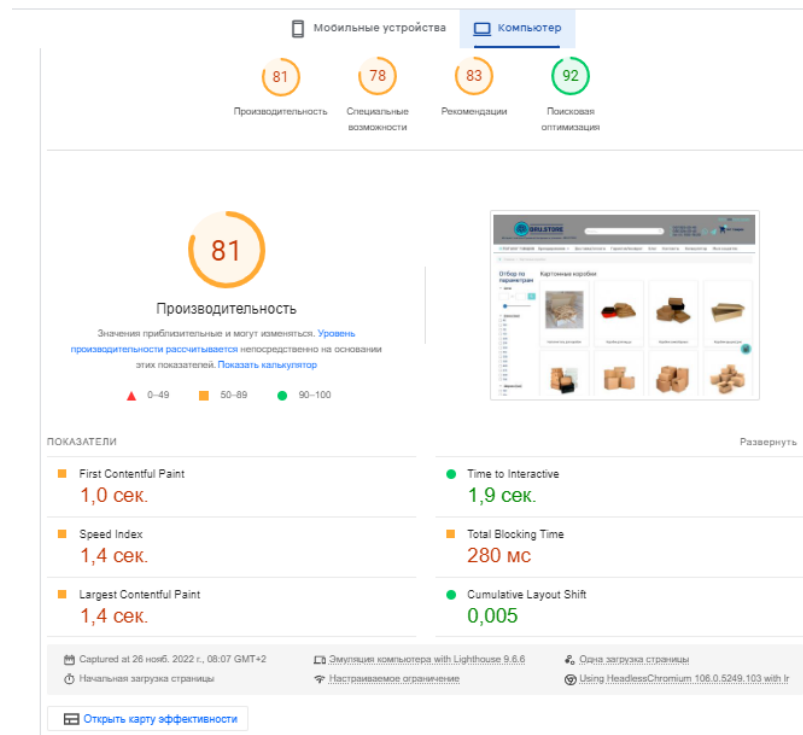 Мобильные устройства
Компьютер
81
78
83
92
Производительность
Специальные
возможности
Рекомендации
Поисковая
оптимизация
81
Производительность
Значения приблизительные и могут изменяться. Уровень
производительности рассчитывается непосредственно на основании
этих показателей. Показать калькулятор
0–49
50–89
90–100
Отбор по
параметрам
Картонные коробки
ПОКАЗАТЕЛИ
Развернуть
First Contentful Paint
1,0 сек.
Time to Interactive
1,9 сек.
Speed Index
1,4 сек.
Total Blocking Time
280 мс
Largest Contentful Paint
1,4 сек.
Cumulative Layout Shift
0,005
Captured at 26 нояб. 2022 г., 08:07 GMT+2
Эмуляция компьютера with Lighthouse 9.6.6
Одна загрузка страницы
Начальная загрузка страницы
Настраиваемое ограничение
Using HeadlessChromium 106.0.5249.103 with lr
Открыть карту эффективности